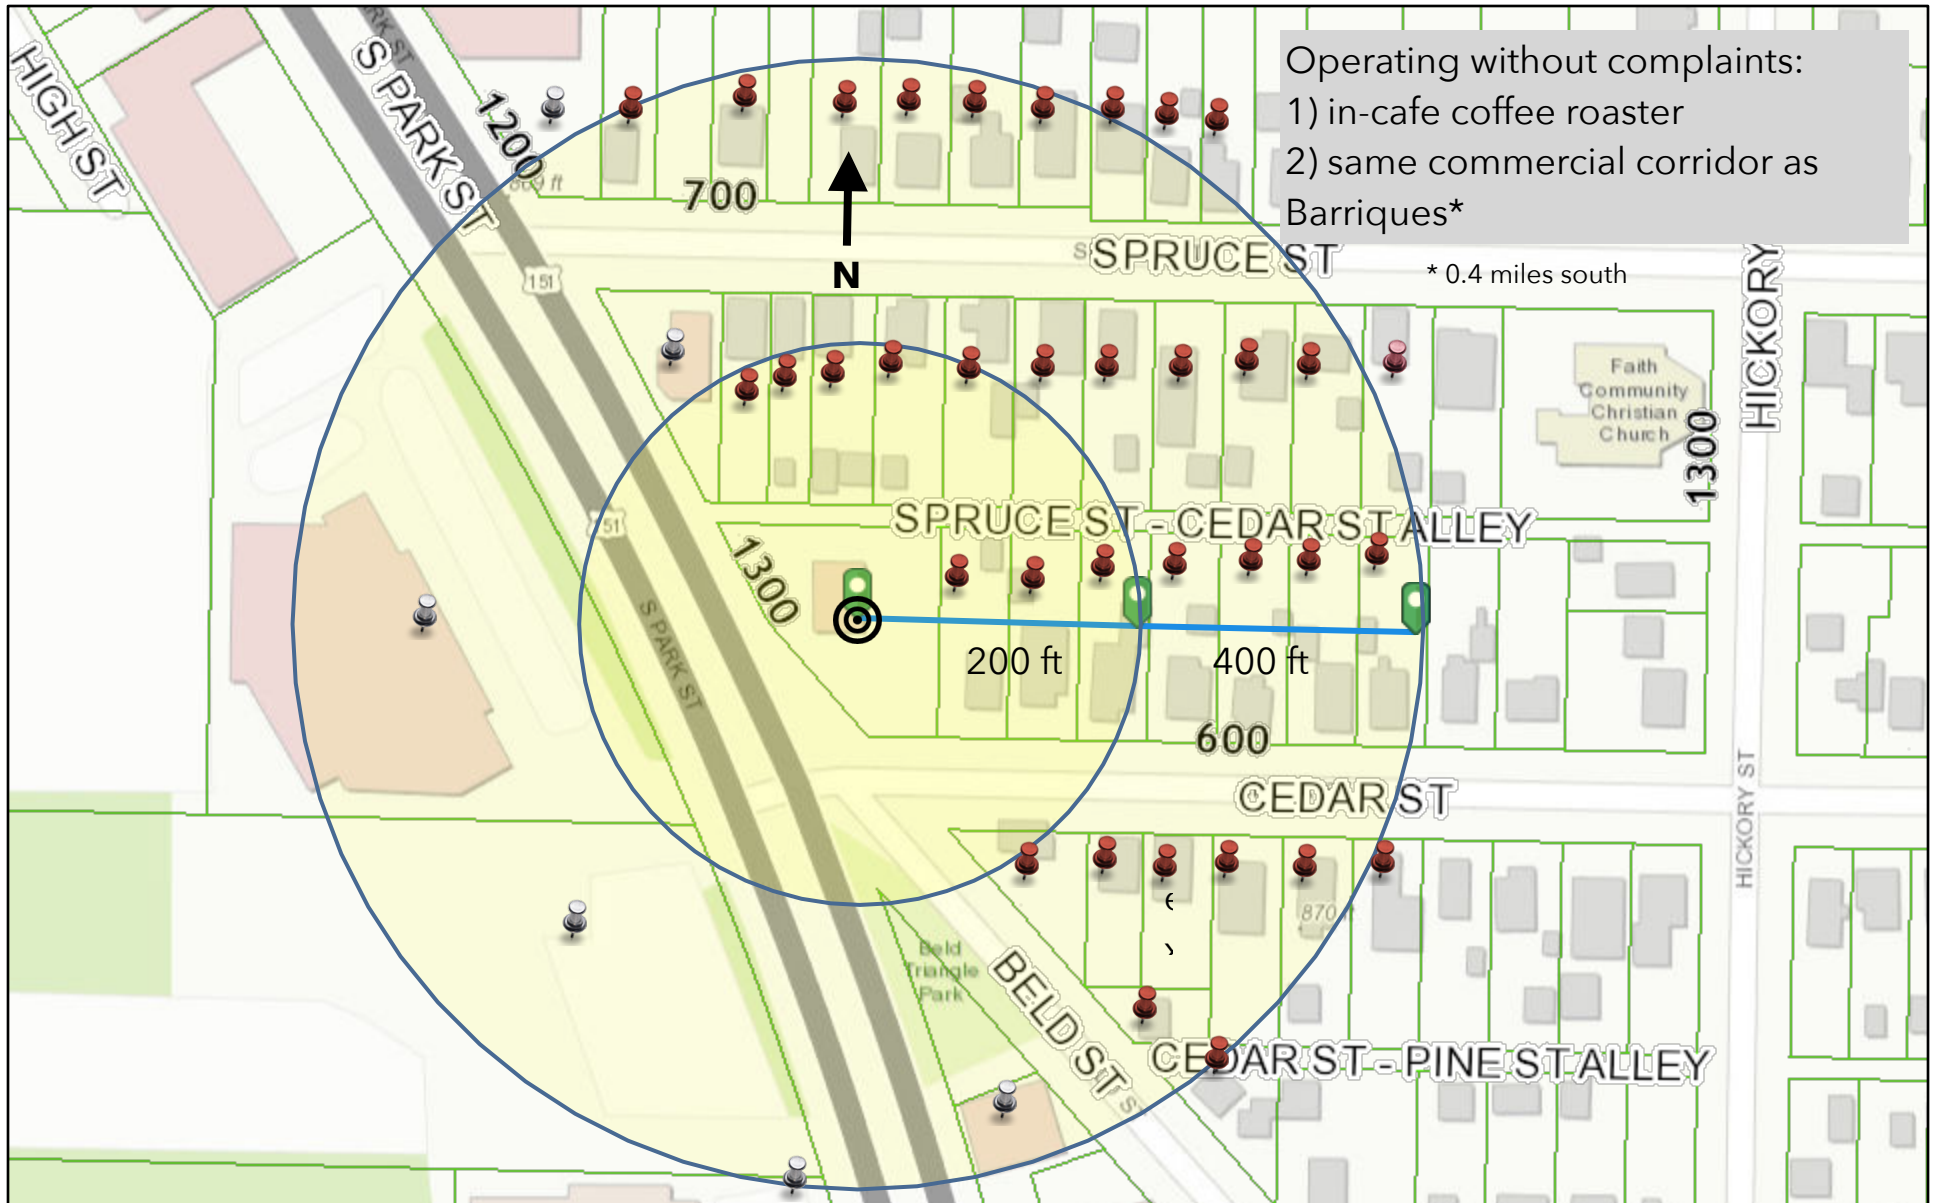 Operating without complaints:
1) in-cafe coffee roaster
2) same commercial corridor as
Barriques*
* 0.4 miles south
HIGH ST
S PARK ST
1200
700
N
151
SPRUCE ST
HICKORY
Faith
Community
Christian
Church
1300
SPRUCE ST - CEDAR ST ALLEY
151
1300
S PARK ST
200 ft
400 ft
600
CEDAR ST
HICKORY ST
870
Beld
Triangle
Park
BELD ST
CEDAR ST - PINE ST ALLEY